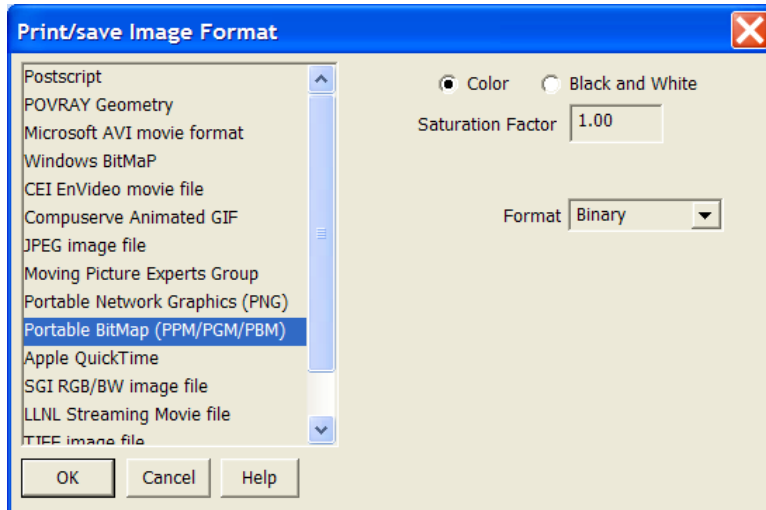 Print/save Image Format
Postscript
POVRAY Geometry
Microsoft AVI movie format
Windows BitMaP
CEI EnVideo movie file
Compuserve Animated GIF
JPEG image file
Moving Picture Experts Group
Portable Network Graphics (PNG)
Portable BitMap (PPM/PGM/PBM)
Apple QuickTime
SGI RGB/BW image file
LLNL Streaming Movie file
TIFF image file
Color Black and White
Saturation Factor 1.00
Format Binary
OK Cancel Help